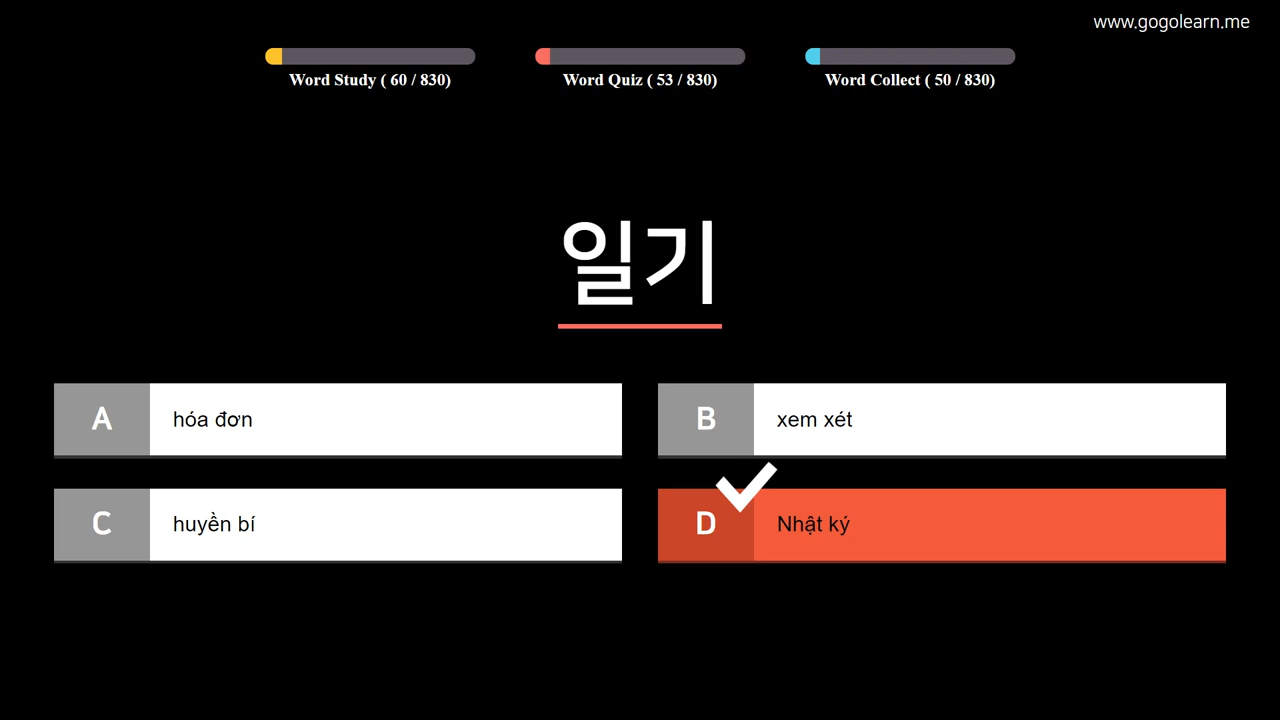 www.gogolearn.me
Word Study ( 60 / 830)
Word Quiz ( 53 / 830)
Word Collect ( 50 / 830)
일기
A hóa đơn
B xem xét
C huyền bí
D Nhật ký